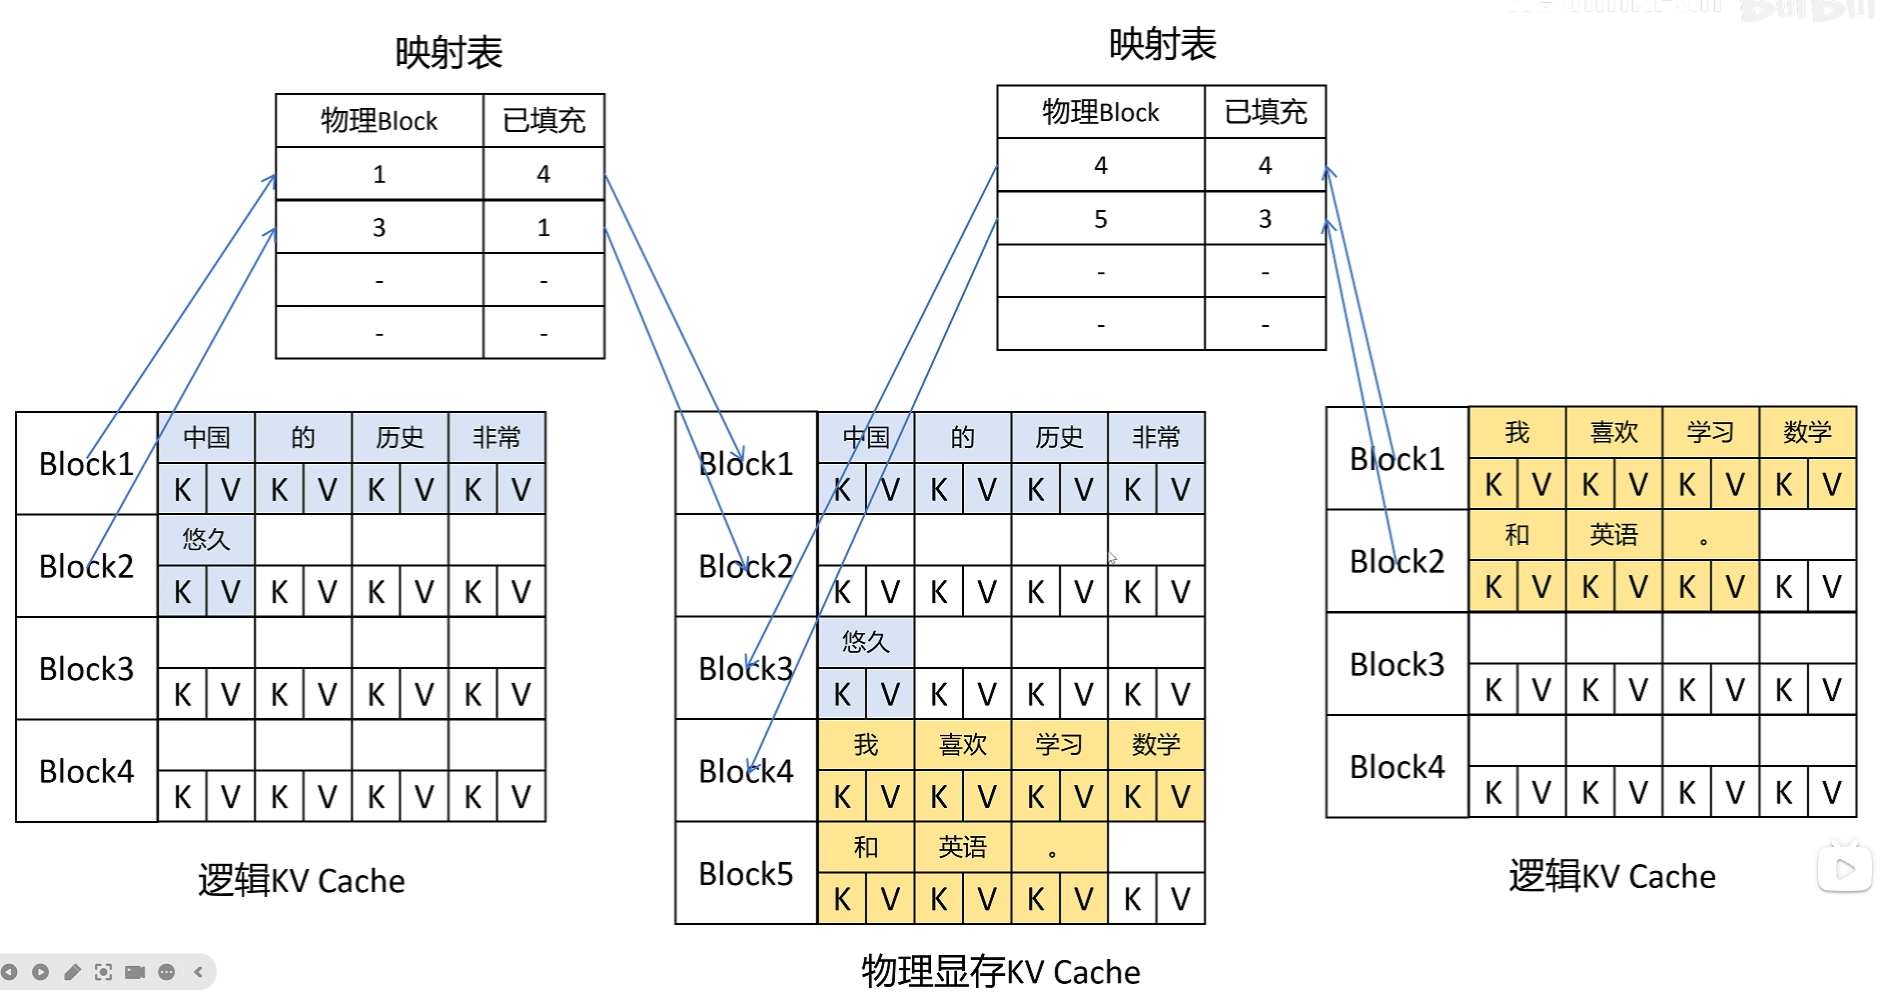 映射表
物理Block 已填充
1 4
3 1
- -
- -
映射表
物理Block 已填充
4 4
5 3
- -
- -
Block1 中国 的 历史 非常
K V K V K V K V
Block2 悠久
K V K V K V K V
Block3
K V K V K V K V
Block4
K V K V K V K V
逻辑KV Cache
Block1 中国 的 历史 非常
K V K V K V K V
Block2
K V K V K V K V
Block3 悠久
K V K V K V K V
Block4 我 喜欢 学习 数学
K V K V K V K V
Block5 和 英语 。
K V K V K V K V
物理显存KV Cache
Block1 我 喜欢 学习 数学
K V K V K V K V
Block2 和 英语 。
K V K V K V K V
Block3
K V K V K V K V
Block4
K V K V K V K V
逻辑KV Cache